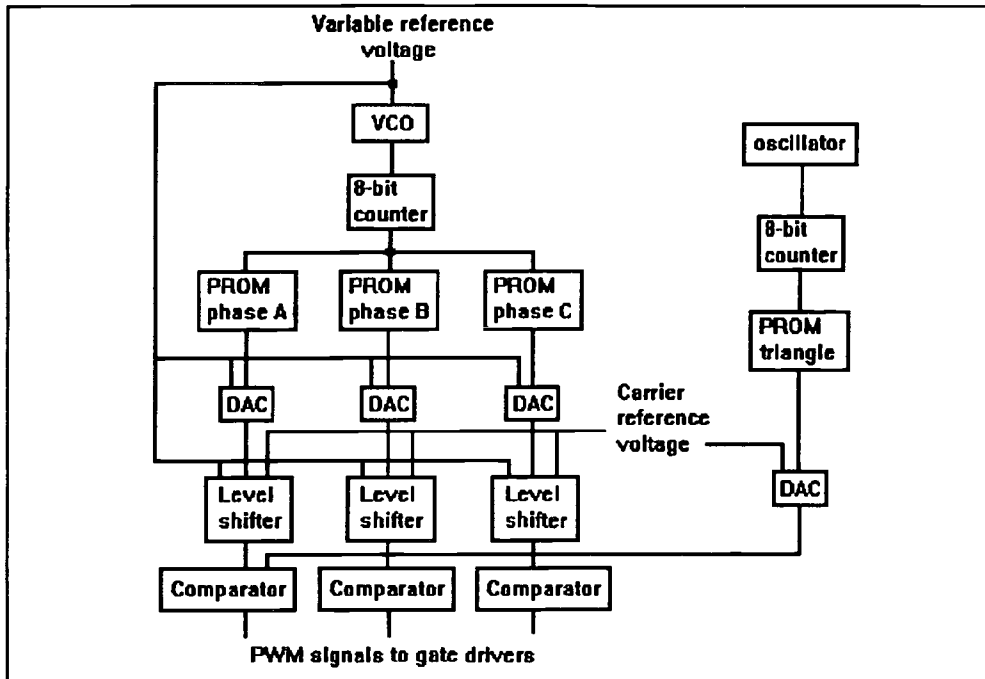 Variable reference
voltage
VCO
oscillator
8-bit
counter
8-bit
counter
PROM
phase A
PROM
phase B
PROM
phase C
PROM
triangle
DAC
DAC
DAC
Carrier
reference
voltage
DAC
Level
shifter
Level
shifter
Level
shifter
Comparator
Comparator
Comparator
PWM signals to gate drivers